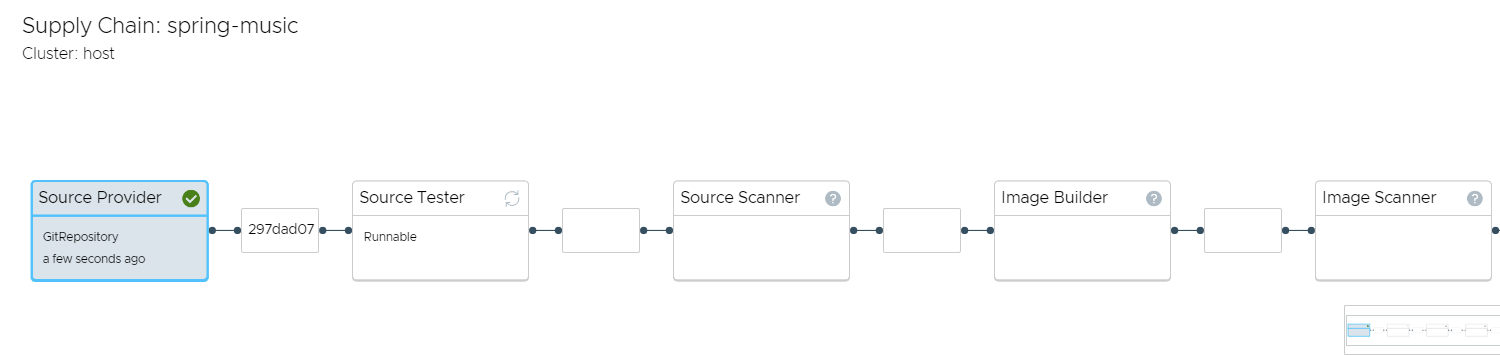 Supply Chain: spring-music
Cluster: host
Source Provider
GitRepository
a few seconds ago
297dad07
Source Tester
Runnable
Source Scanner
?
Image Builder
?
Image Scanner
?